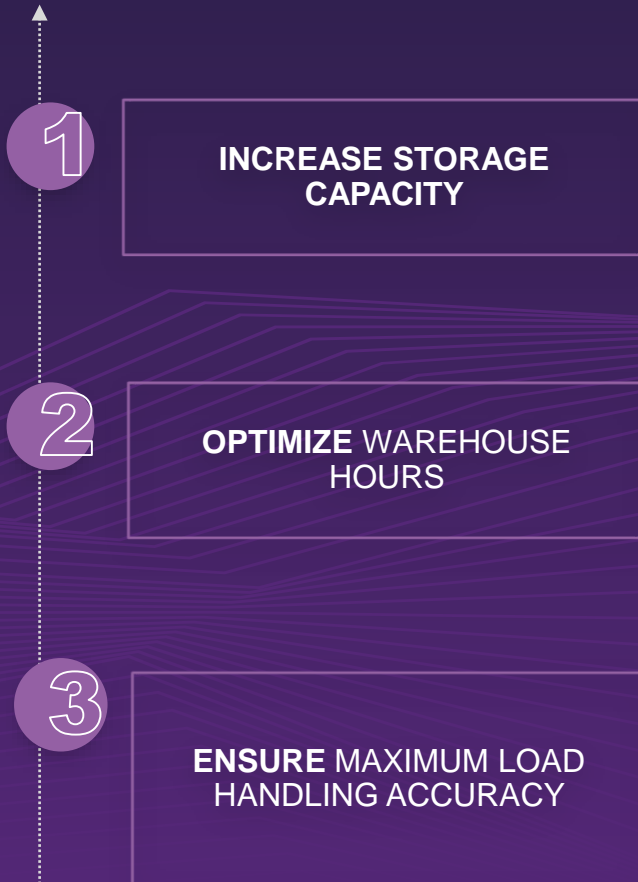 1
INCREASE STORAGE
CAPACITY
2
OPTIMIZE WAREHOUSE
HOURS
3
ENSURE MAXIMUM LOAD
HANDLING ACCURACY